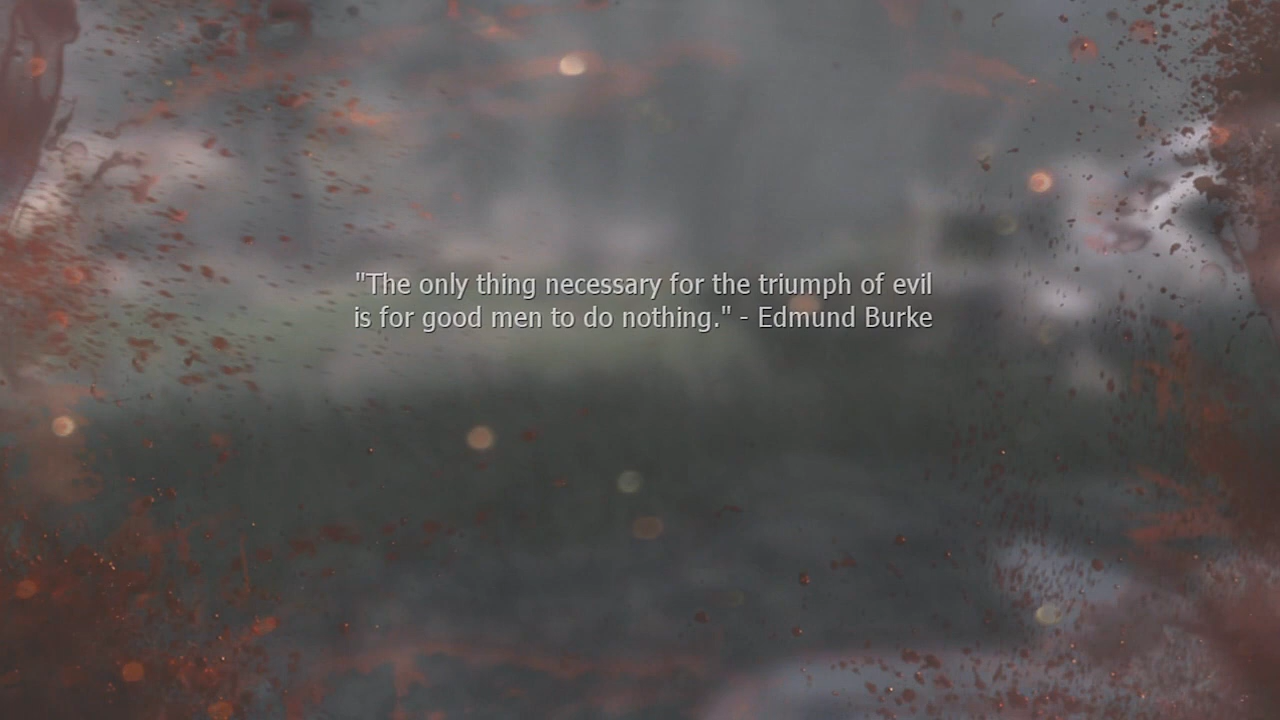 "The only thing necessary for the triumph of evil
is for good men to do nothing." - Edmund Burke